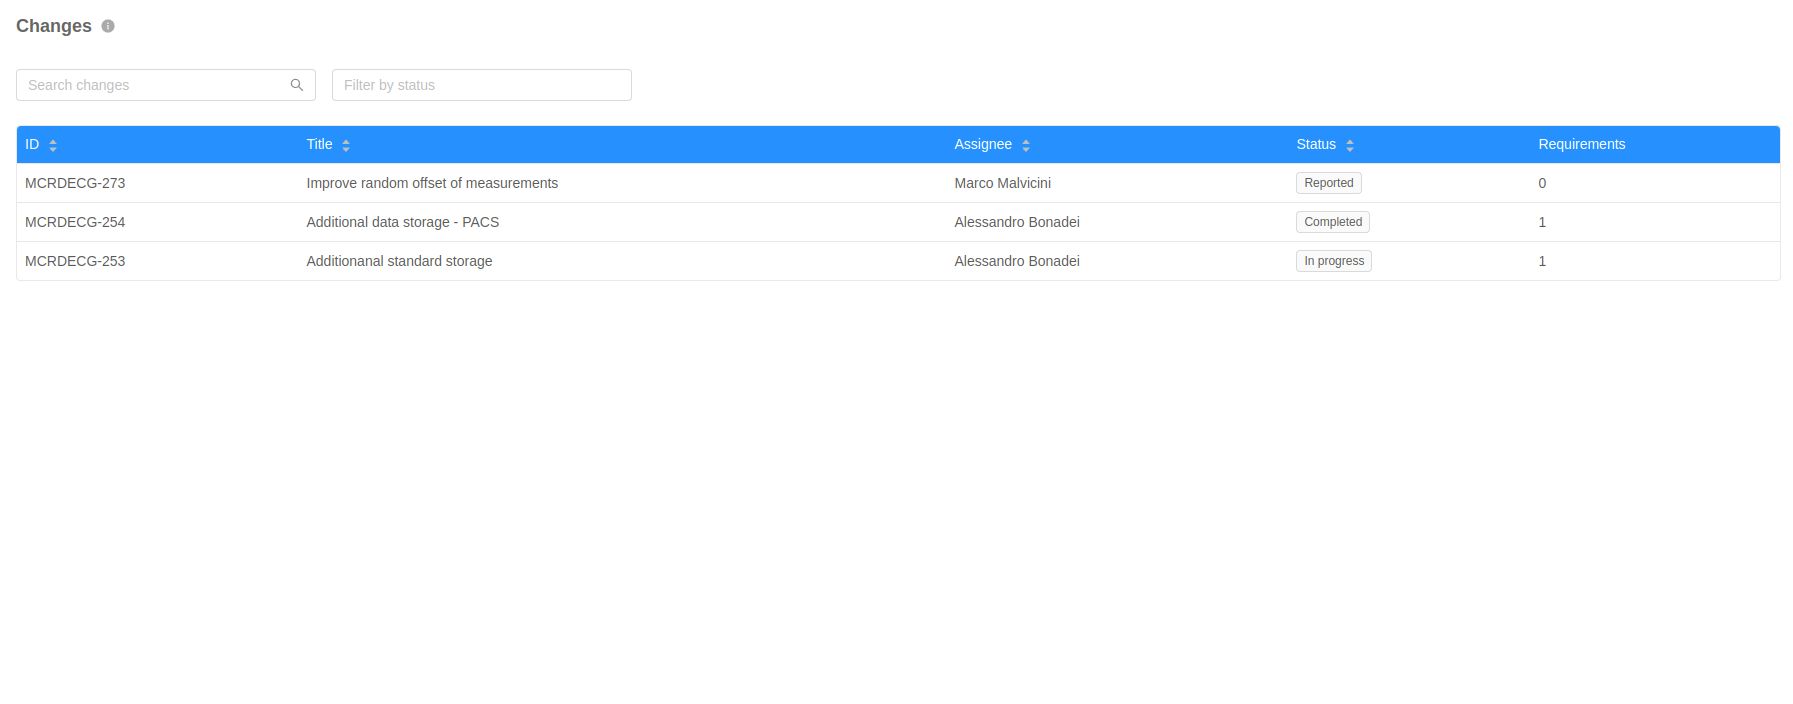 Changes
Search changes
Filter by status
ID Title Assignee Status Requirements
MCRDECG-273 Improve random offset of measurements Marco Malvicini Reported 0
MCRDECG-254 Additional data storage - PACS Alessandro Bonadei Completed 1
MCRDECG-253 Additionanal standard storage Alessandro Bonadei In progress 1